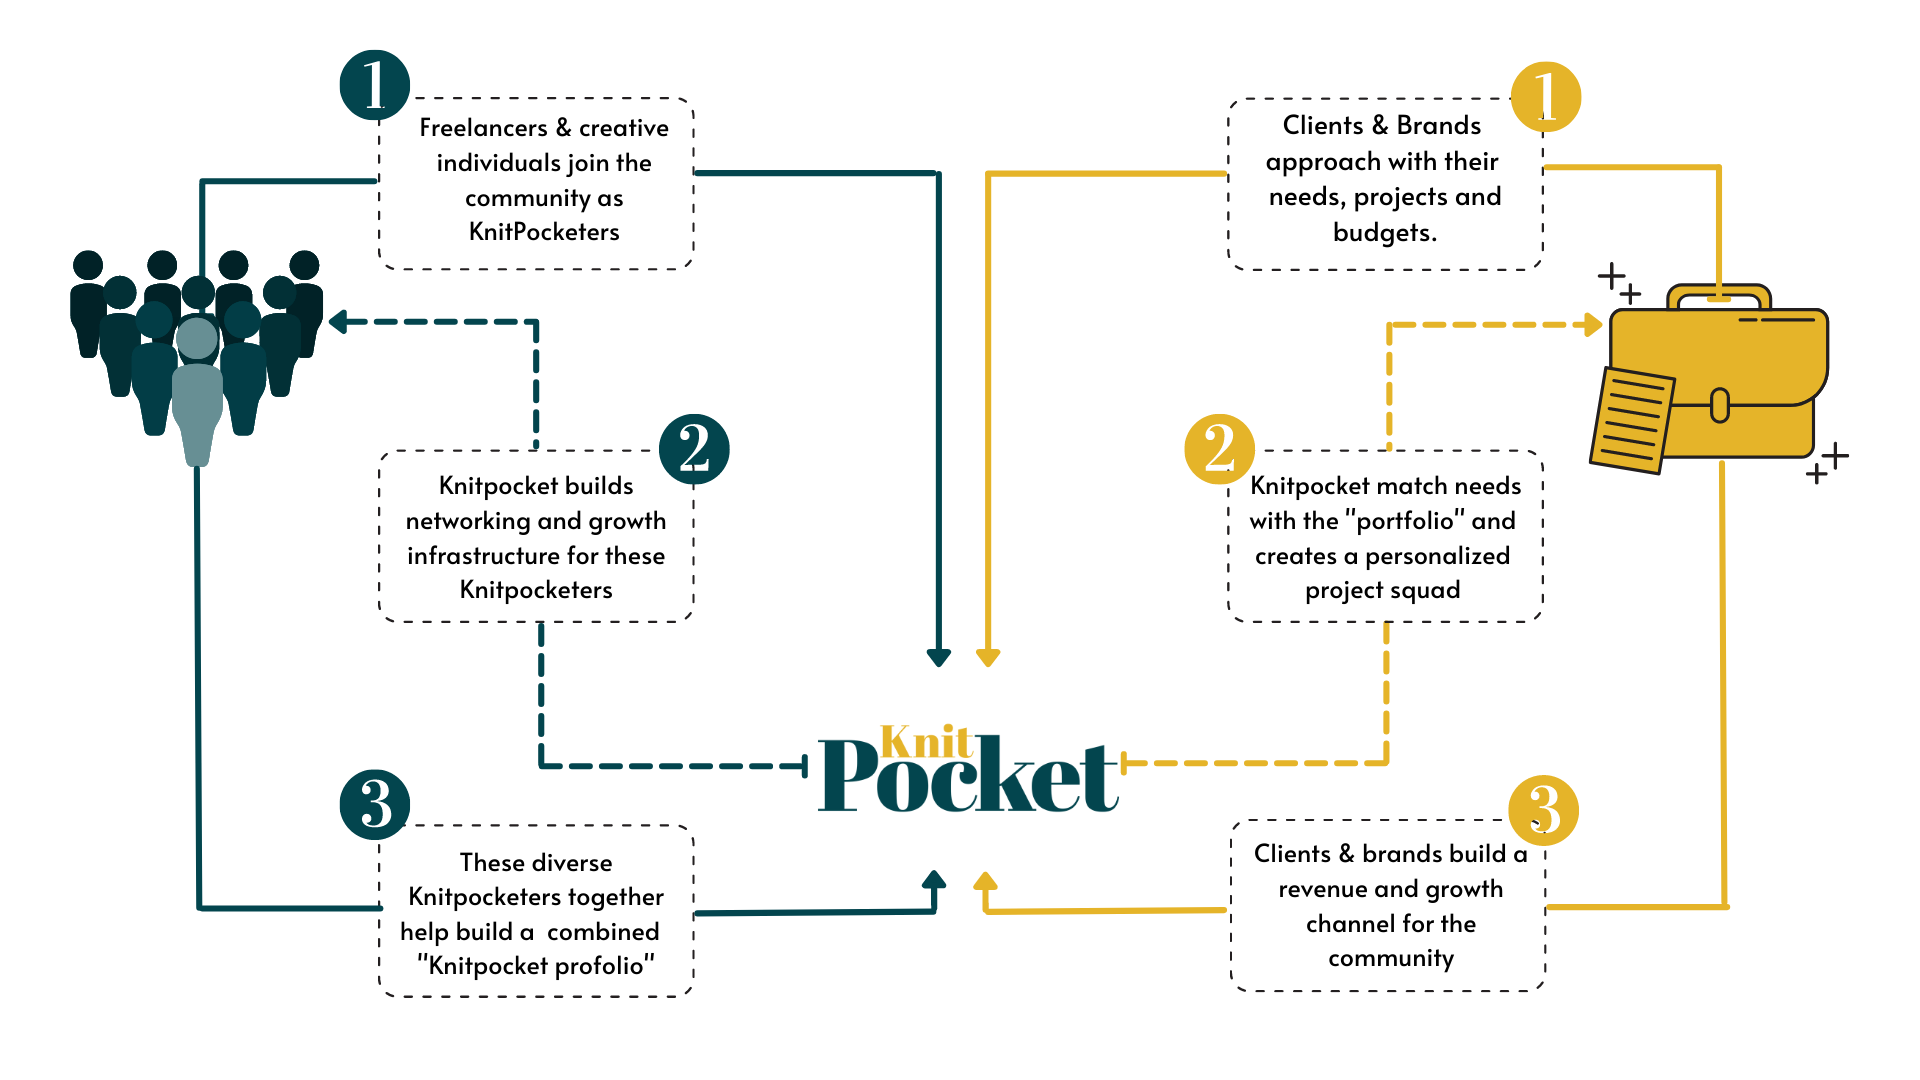 1
Freelancers & creative
individuals join the
community as
KnitPocketers
2
Knitpocket builds
networking and growth
infrastructure for these
Knitpocketers
3
These diverse
Knitpocketers together
help build a combined
"Knitpocket profolio"
Knit
Pocket
1
Clients & Brands
approach with their
needs, projects and
budgets.
2
Knitpocket match needs
with the "portfolio" and
creates a personalized
project squad
3
Clients & brands build a
revenue and growth
channel for the
community